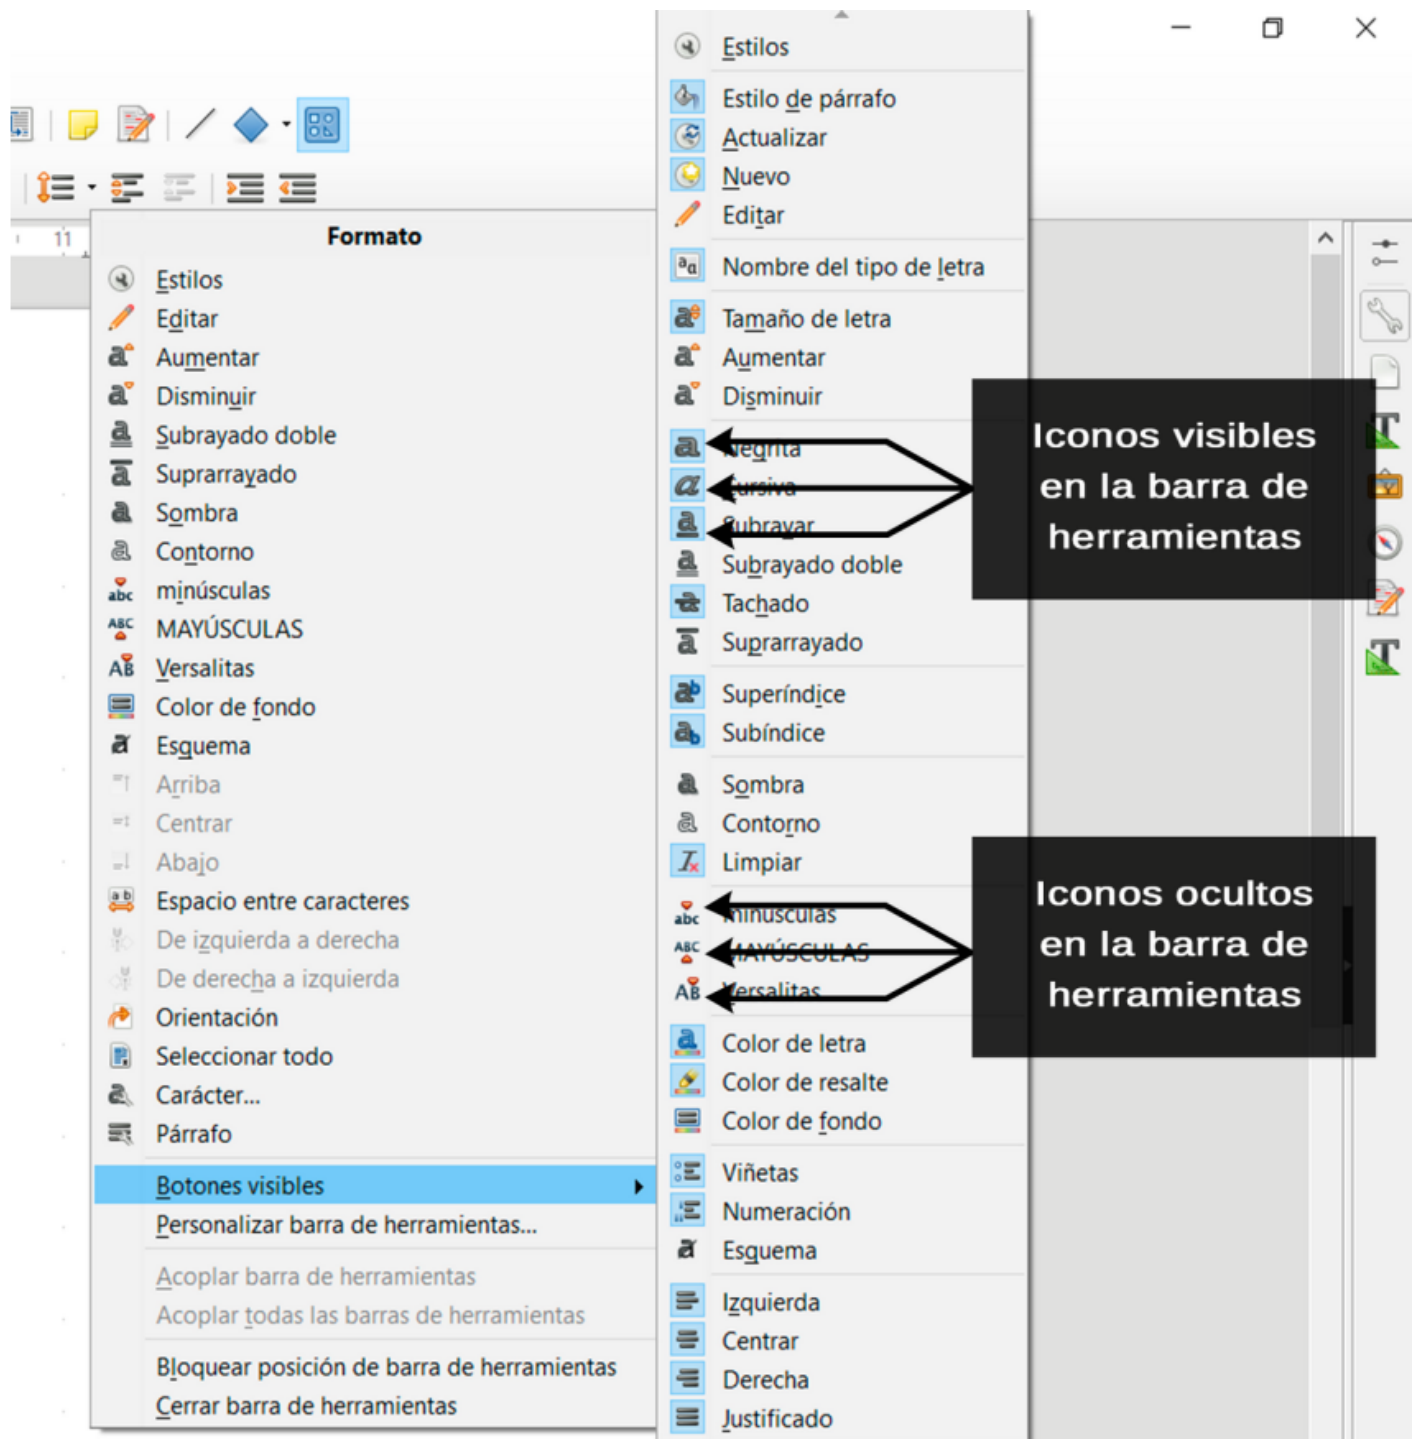 11
Formato
Estilos
Editar
Aumentar
Disminuir
Subrayado doble
Suprarrayado
Sombra
Contorno
minúsculas
MAYÚSCULAS
Versalitas
Color de fondo
Esquema
Arriba
Centrar
Abajo
Espacio entre caracteres
De izquierda a derecha
De derecha a izquierda
Orientación
Seleccionar todo
Carácter...
Párrafo
Botones visibles
Personalizar barra de herramientas...
Acoplar barra de herramientas
Acoplar todas las barras de herramientas
Bloquear posición de barra de herramientas
Cerrar barra de herramientas
Estilos
Estilo de párrafo
Actualizar
Nuevo
Editar
Nombre del tipo de letra
Tamaño de letra
Aumentar
Disminuir
Negrita
Cursiva
Subrayar
Subrayado doble
Tachado
Suprarrayado
Superíndice
Subíndice
Sombra
Contorno
Limpiar
minúsculas
MAYÚSCULAS
Versalitas
Color de letra
Color de resalte
Color de fondo
Viñetas
Numeración
Esquema
Izquierda
Centrar
Derecha
Justificado
Iconos visibles
en la barra de
herramientas
Iconos ocultos
en la barra de
herramientas